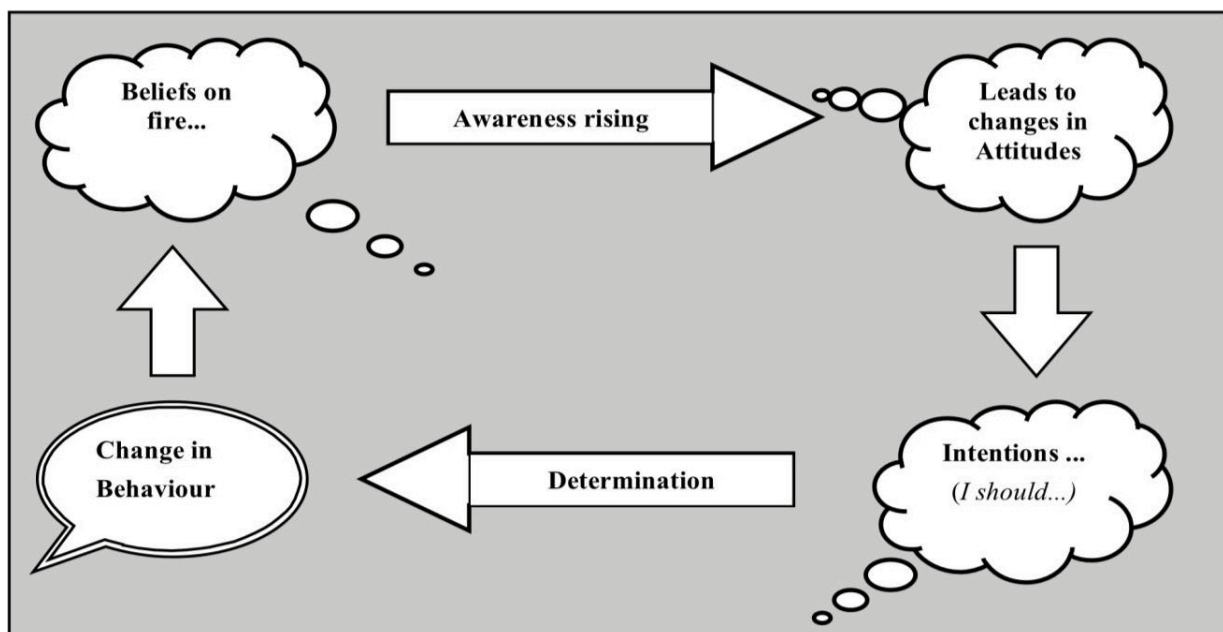 Beliefs on
fire...
Awareness rising
Leads to
changes in
Attitudes
Change in
Behaviour
Determination
Intentions ...
(I should...)